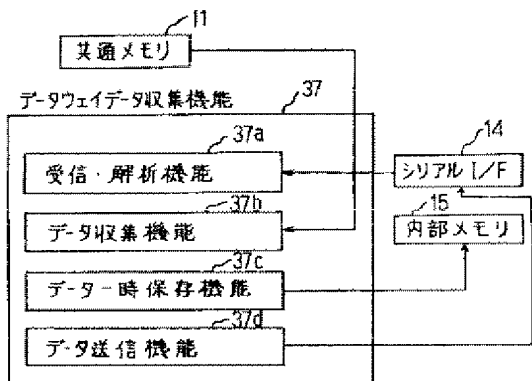 11
共通メモリ
データウェイデータ収集機能
37
37a
受信・解析機能
14
シリアル I/F
37b
データ収集機能
15
内部メモリ
37c
データ一時保存機能
37d
データ送信機能